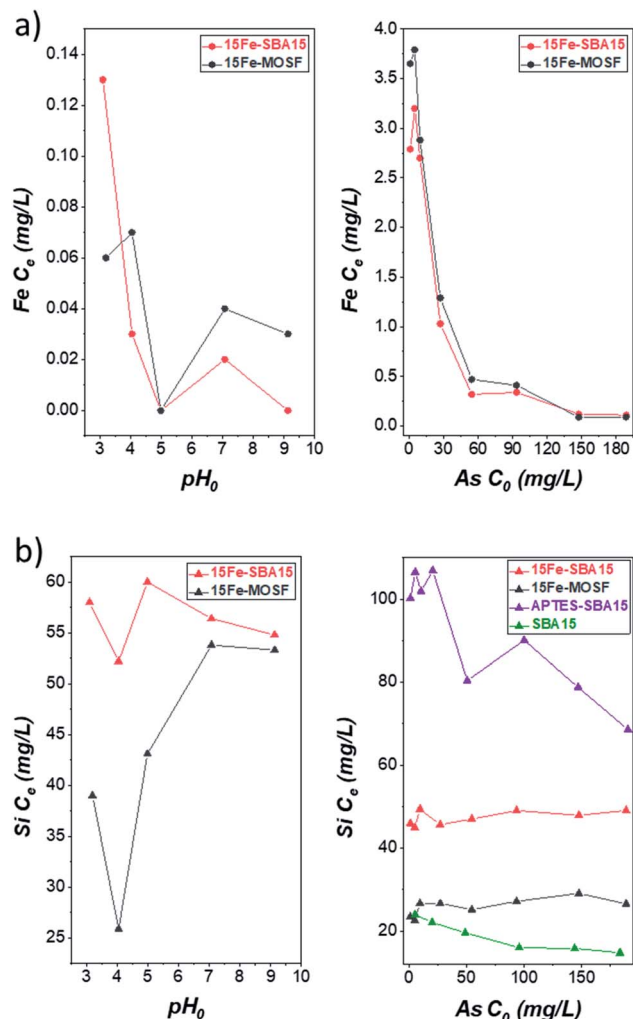 a)
15Fe-SBA15
15Fe-MOSF
0.14
0.12
0.10
0.08
0.06
0.04
0.02
0.00
Fe Ce (mg/L)
3 4 5 6 7 8 9 10
pH0
15Fe-SBA15
15Fe-MOSF
4.0
3.5
3.0
2.5
2.0
1.5
1.0
0.5
0.0
Fe Ce (mg/L)
0 30 60 90 120 150 180
As C0 (mg/L)
b)
15Fe-SBA15
15Fe-MOSF
60
55
50
45
40
35
30
25
Si Ce (mg/L)
3 4 5 6 7 8 9 10
pH0
15Fe-SBA15
15Fe-MOSF
APTES-SBA15
SBA15
100
80
60
40
20
Si Ce (mg/L)
0 50 100 150
As C0 (mg/L)